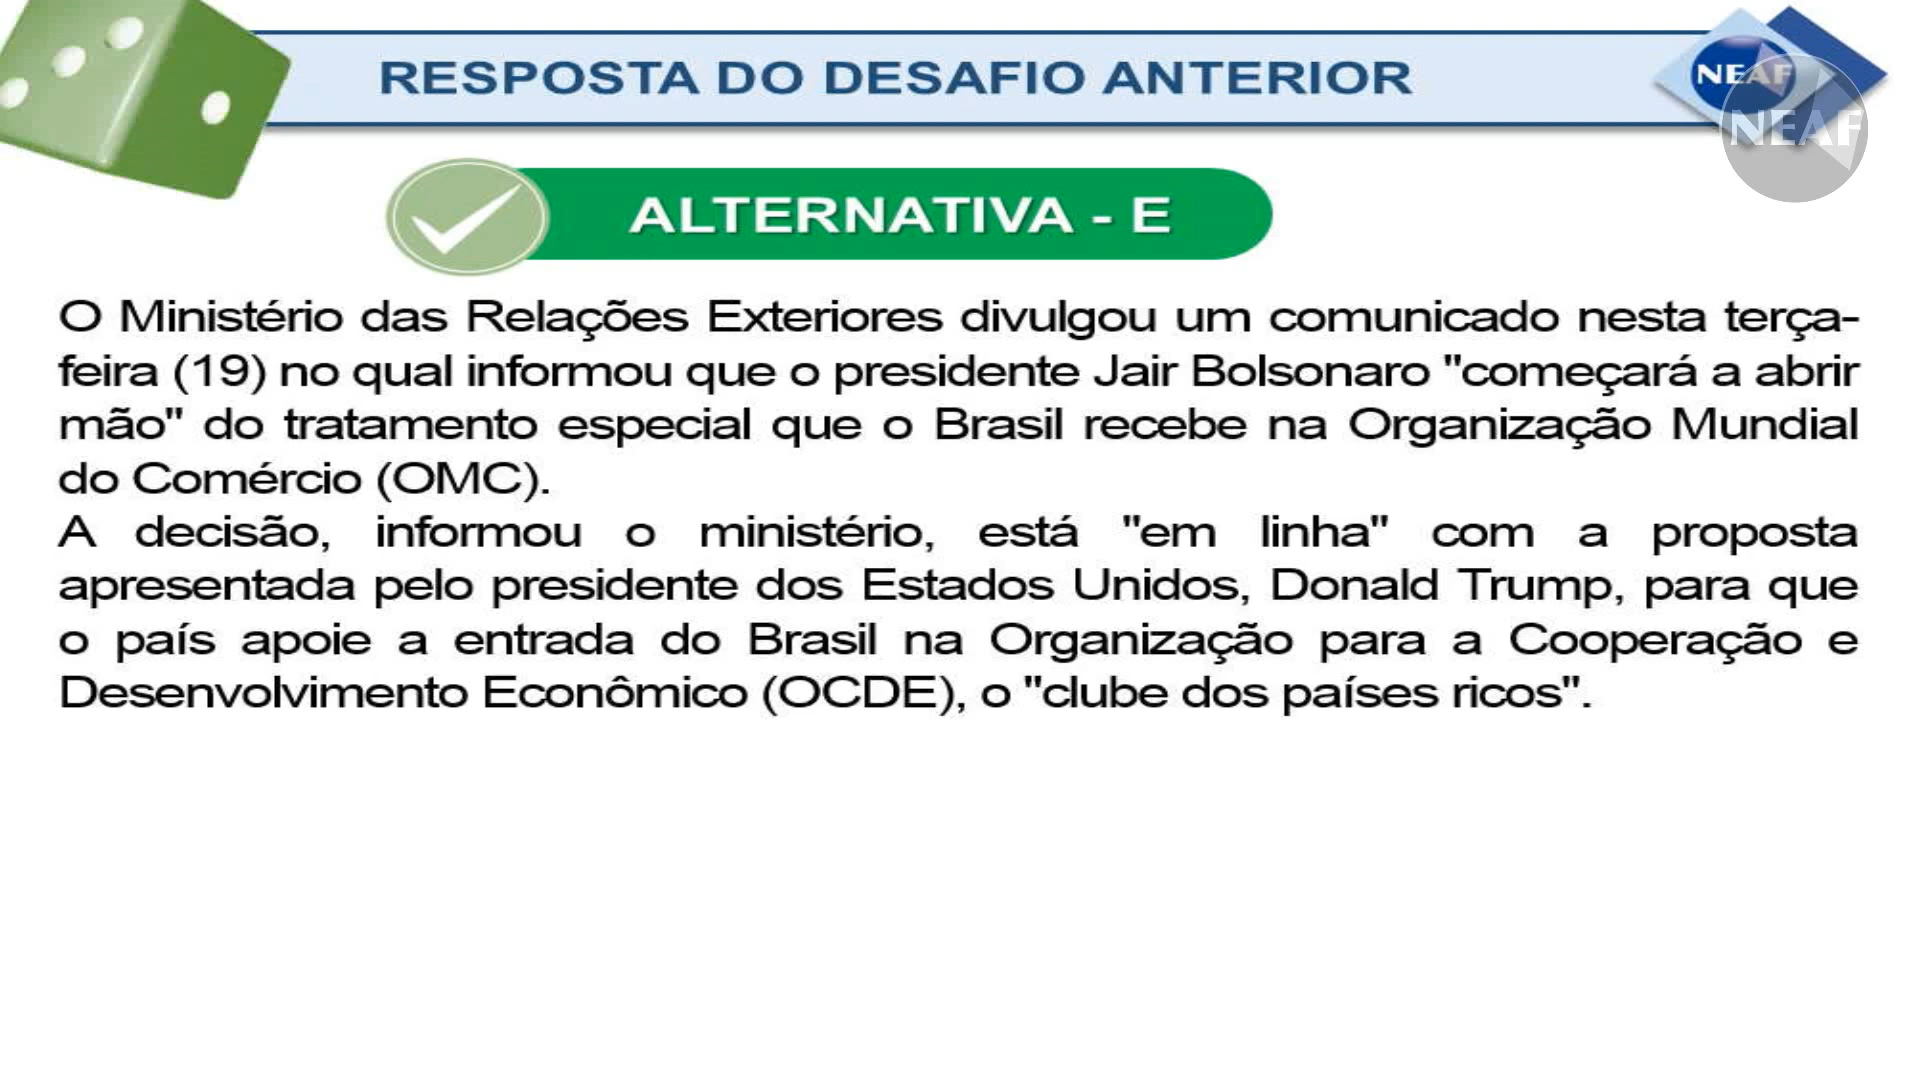 RESPOSTA DO DESAFIO ANTERIOR
NEAF
NEAF
ALTERNATIVA - E
O Ministério das Relações Exteriores divulgou um comunicado nesta terça-
feira (19) no qual informou que o presidente Jair Bolsonaro "começará a abrir
mão" do tratamento especial que o Brasil recebe na Organização Mundial
do Comércio (OMC).
A decisão, informou o ministério, está "em linha" com a proposta
apresentada pelo presidente dos Estados Unidos, Donald Trump, para que
o país apoie a entrada do Brasil na Organização para a Cooperação e
Desenvolvimento Econômico (OCDE), o "clube dos países ricos".